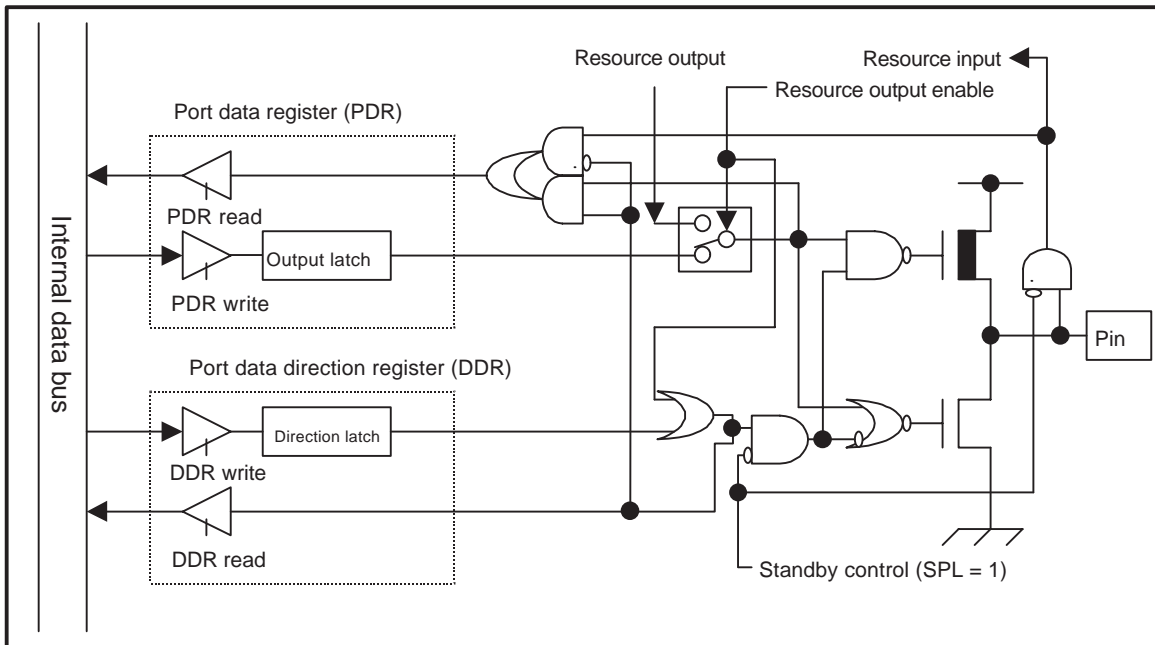 Resource output
Resource input
Resource output enable
Port data register (PDR)
PDR read
Output latch
PDR write
Internal data bus
Pin
Port data direction register (DDR)
Direction latch
DDR write
DDR read
Standby control (SPL = 1)